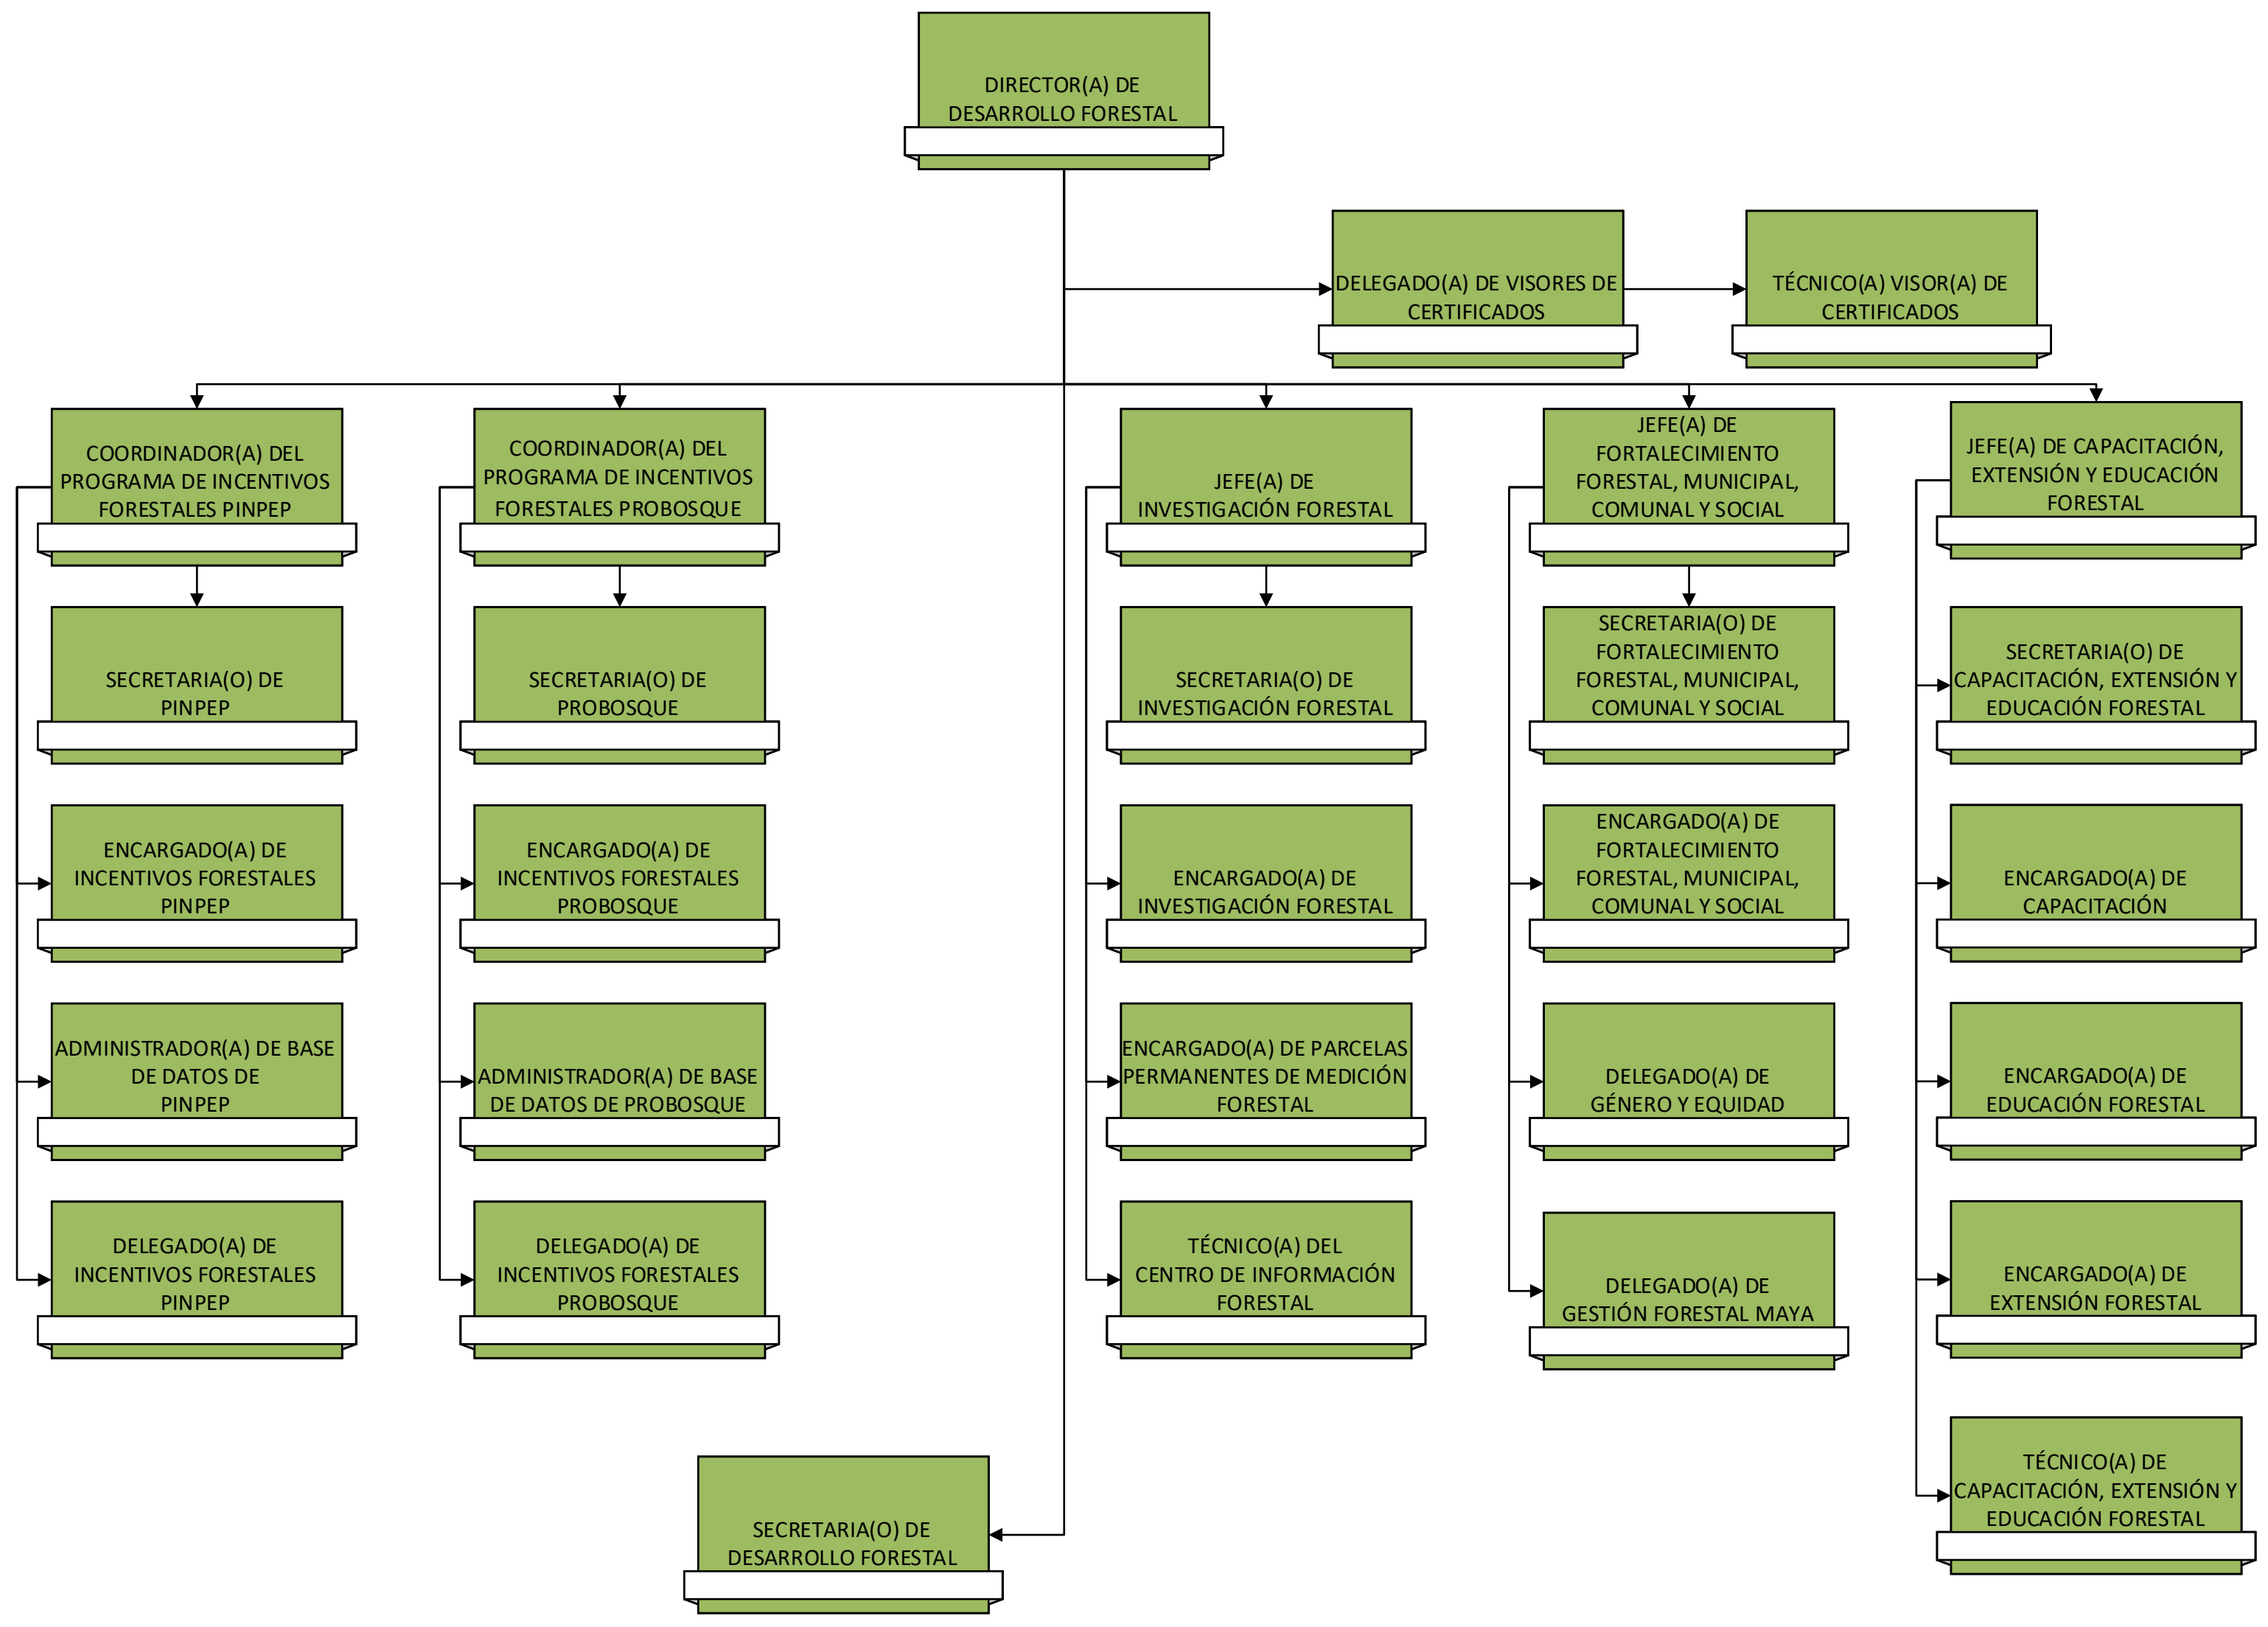 DIRECTOR(A) DE
DESARROLLO FORESTAL
DELEGADO(A) DE VISORES DE
CERTIFICADOS
TÉCNICO(A) VISOR(A) DE
CERTIFICADOS
COORDINADOR(A) DEL
PROGRAMA DE INCENTIVOS
FORESTALES PINPEP
COORDINADOR(A) DEL
PROGRAMA DE INCENTIVOS
FORESTALES PROBOSQUE
JEFE(A) DE
INVESTIGACIÓN FORESTAL
JEFE(A) DE
FORTALECIMIENTO
FORESTAL, MUNICIPAL,
COMUNAL Y SOCIAL
JEFE(A) DE CAPACITACIÓN,
EXTENSIÓN Y EDUCACIÓN
FORESTAL
SECRETARIA(O) DE
PINPEP
SECRETARIA(O) DE
PROBOSQUE
SECRETARIA(O) DE
INVESTIGACIÓN FORESTAL
SECRETARIA(O) DE
FORTALECIMIENTO
FORESTAL, MUNICIPAL,
COMUNAL Y SOCIAL
SECRETARIA(O) DE
CAPACITACIÓN, EXTENSIÓN Y
EDUCACIÓN FORESTAL
ENCARGADO(A) DE
INCENTIVOS FORESTALES
PINPEP
ENCARGADO(A) DE
INCENTIVOS FORESTALES
PROBOSQUE
ENCARGADO(A) DE
INVESTIGACIÓN FORESTAL
ENCARGADO(A) DE
FORTALECIMIENTO
FORESTAL, MUNICIPAL,
COMUNAL Y SOCIAL
ENCARGADO(A) DE
CAPACITACIÓN
ADMINISTRADOR(A) DE BASE
DE DATOS DE
PINPEP
ADMINISTRADOR(A) DE BASE
DE DATOS DE PROBOSQUE
ENCARGADO(A) DE PARCELAS
PERMANENTES DE MEDICIÓN
FORESTAL
DELEGADO(A) DE
GÉNERO Y EQUIDAD
ENCARGADO(A) DE
EDUCACIÓN FORESTAL
DELEGADO(A) DE
INCENTIVOS FORESTALES
PINPEP
DELEGADO(A) DE
INCENTIVOS FORESTALES
PROBOSQUE
TÉCNICO(A) DEL
CENTRO DE INFORMACIÓN
FORESTAL
DELEGADO(A) DE
GESTIÓN FORESTAL MAYA
ENCARGADO(A) DE
EXTENSIÓN FORESTAL
TÉCNICO(A) DE
CAPACITACIÓN, EXTENSIÓN Y
EDUCACIÓN FORESTAL
SECRETARIA(O) DE
DESARROLLO FORESTAL